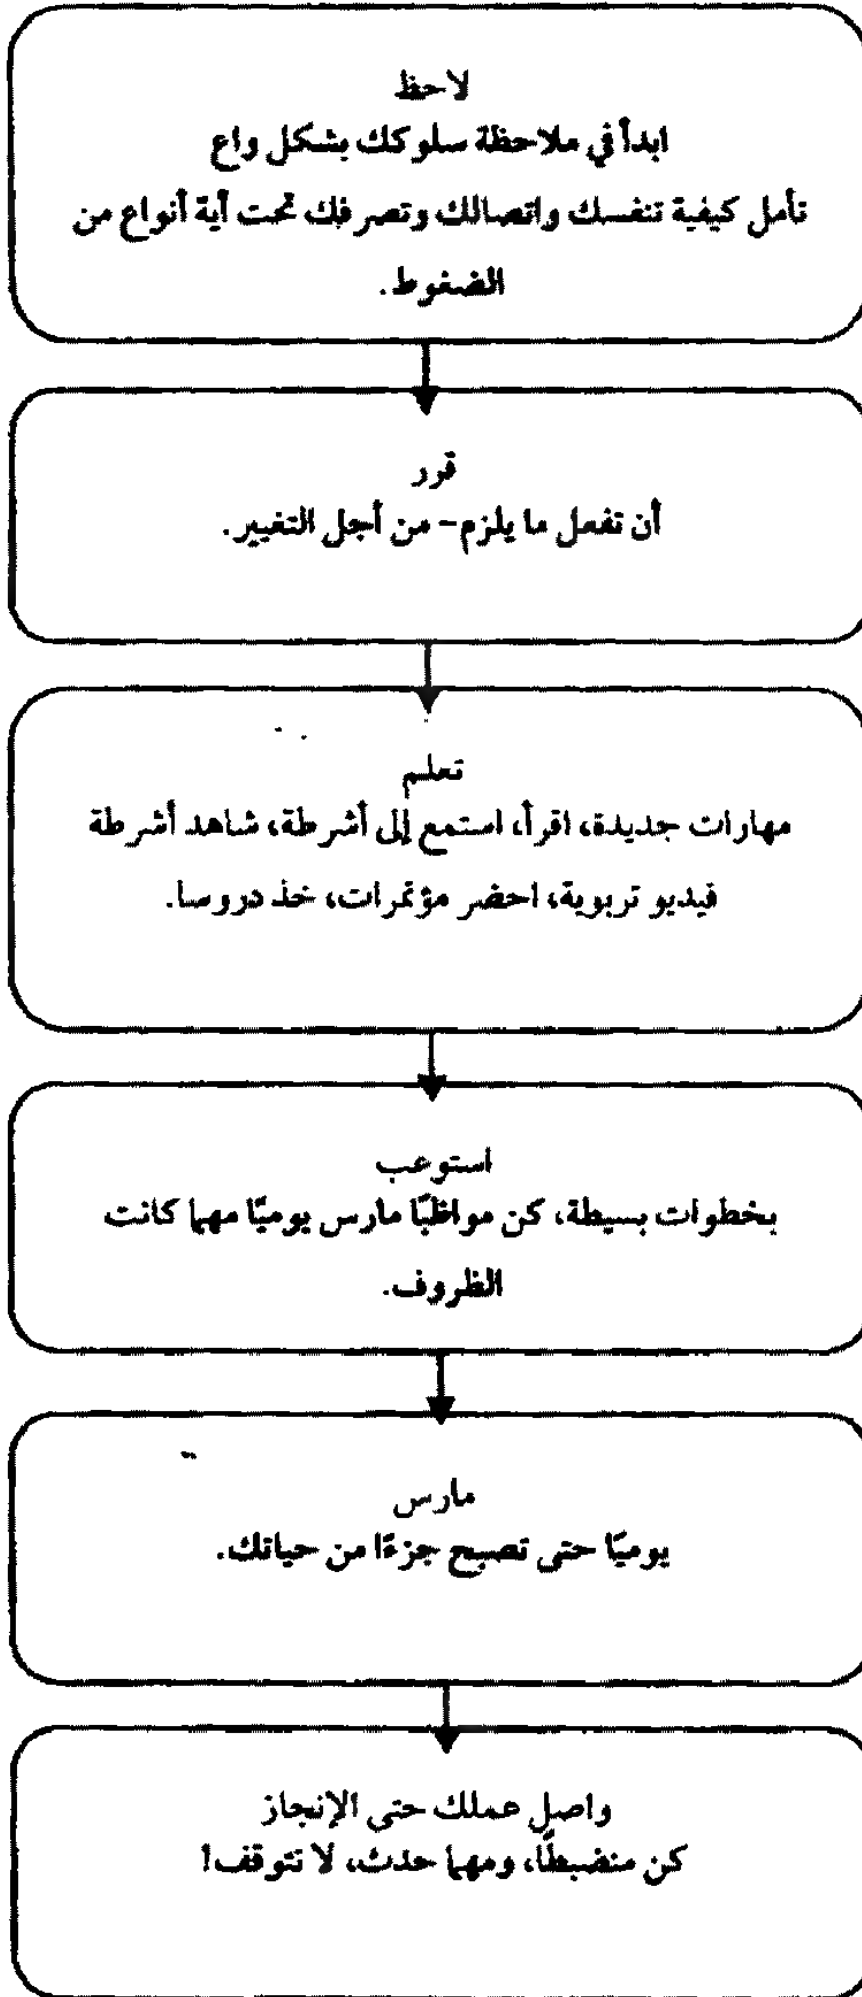 لاحظ
ابدأ في ملاحظة سلوكك بشكل واع
تأمل كيفية تنفسك واتصالك وتصرفك تحت أية أنواع من
الضغوط.
قرر
أن تفعل ما يلزم- من أجل التغيير.
تعلم
مهارات جديدة، اقرأ، استمع إلى أشرطة، شاهد أشرطة
فيديو تربوية، احضر مؤتمرات، خذ دروسا.
استوعب
بخطوات بسيطة، كن مواظبًا مارس يوميًا مهما كانت
الظروف.
مارس
يوميًا حتى تصبح جزءًا من حياتك.
واصل عملك حتى الإنجاز
كن منضبطًا، ومهما حدث، لا تتوقف!